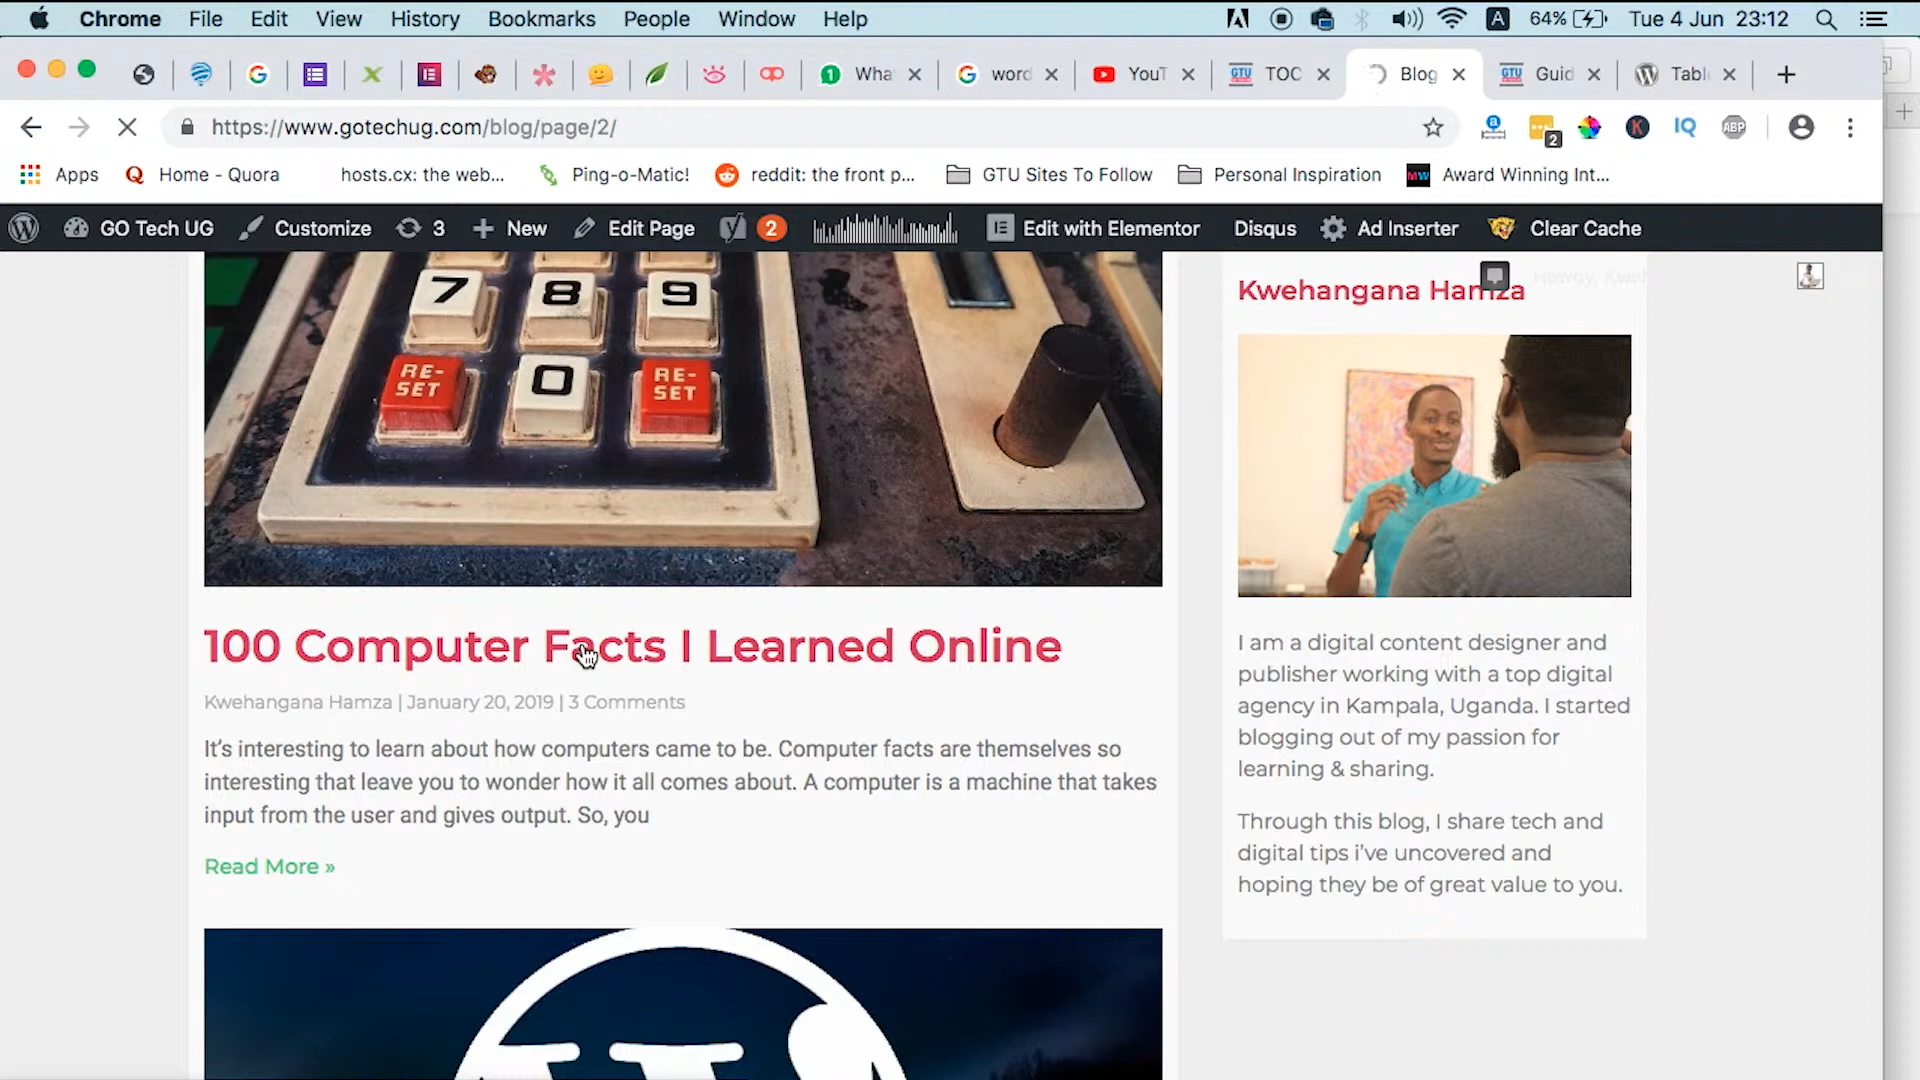 Chrome File Edit View History Bookmarks People Window Help
A 64% Tue 4 Jun 23:12
1 Wha
G word
YouT
GTU TOC
Blog
GTU Guid
Tabl
https://www.gotechug.com/blog/page/2/
2 K IQ ABP
Apps
Q Home - Quora
hosts.cx: the web...
Ping-o-Matic!
reddit: the front p...
GTU Sites To Follow
Personal Inspiration
MW Award Winning Int...
GO Tech UG
Customize
3
New
Edit Page
2
Edit with Elementor
Disqus
Ad Inserter
Clear Cache
7 8 9
RE-SET 0 RE-SET
100 Computer Facts I Learned Online
Kwehangana Hamza | January 20, 2019 | 3 Comments
It's interesting to learn about how computers came to be. Computer facts are themselves so
interesting that leave you to wonder how it all comes about. A computer is a machine that takes
input from the user and gives output. So, you
Read More »
Kwehangana Hamza
I am a digital content designer and
publisher working with a top digital
agency in Kampala, Uganda. I started
blogging out of my passion for
learning & sharing.
Through this blog, I share tech and
digital tips i've uncovered and
hoping they be of great value to you.